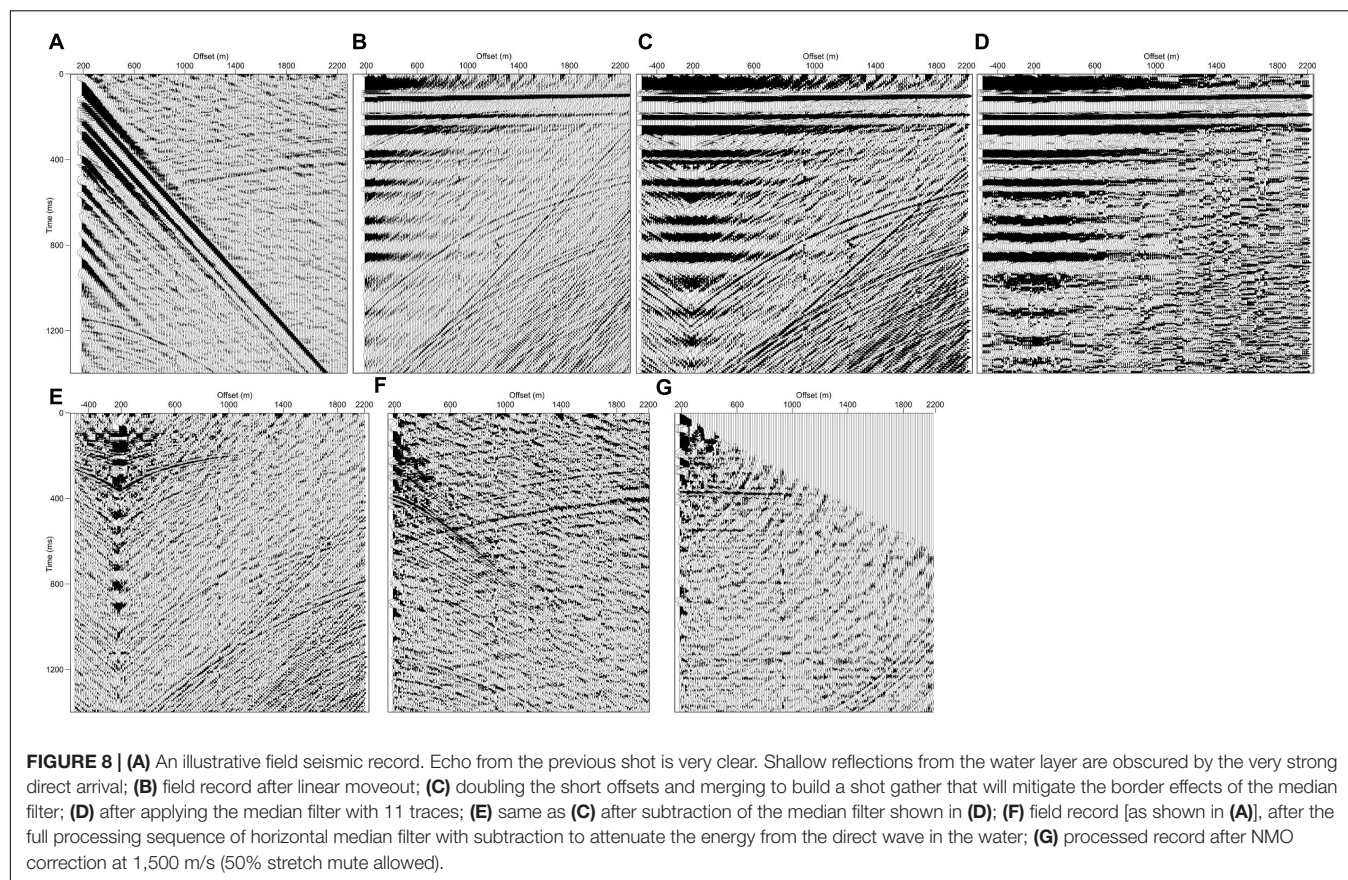 A
B
C
D
Offset (m)
Offset (m)
Offset (m)
Offset (m)
200 600 1000 1400 1800 2200
200 600 1000 1400 1800 2200
-400 200 600 1000 1400 1800 2200
-400 200 600 1000 1400 1800 2200
0
400
Time (ms)
800
1200
E
F
G
Offset (m)
Offset (m)
Offset (m)
-400 200 600 1000 1400 1800 2200
200 600 1000 1400 1800 2200
200 600 1000 1400 1800 2200
0
400
Time (ms)
800
1200
FIGURE 8 | (A) An illustrative field seismic record. Echo from the previous shot is very clear. Shallow reflections from the water layer are obscured by the very strong
direct arrival; (B) field record after linear moveout; (C) doubling the short offsets and merging to build a shot gather that will mitigate the border effects of the median
filter; (D) after applying the median filter with 11 traces; (E) same as (C) after subtraction of the median filter shown in (D); (F) field record [as shown in (A)], after the
full processing sequence of horizontal median filter with subtraction to attenuate the energy from the direct wave in the water; (G) processed record after NMO
correction at 1,500 m/s (50% stretch mute allowed).